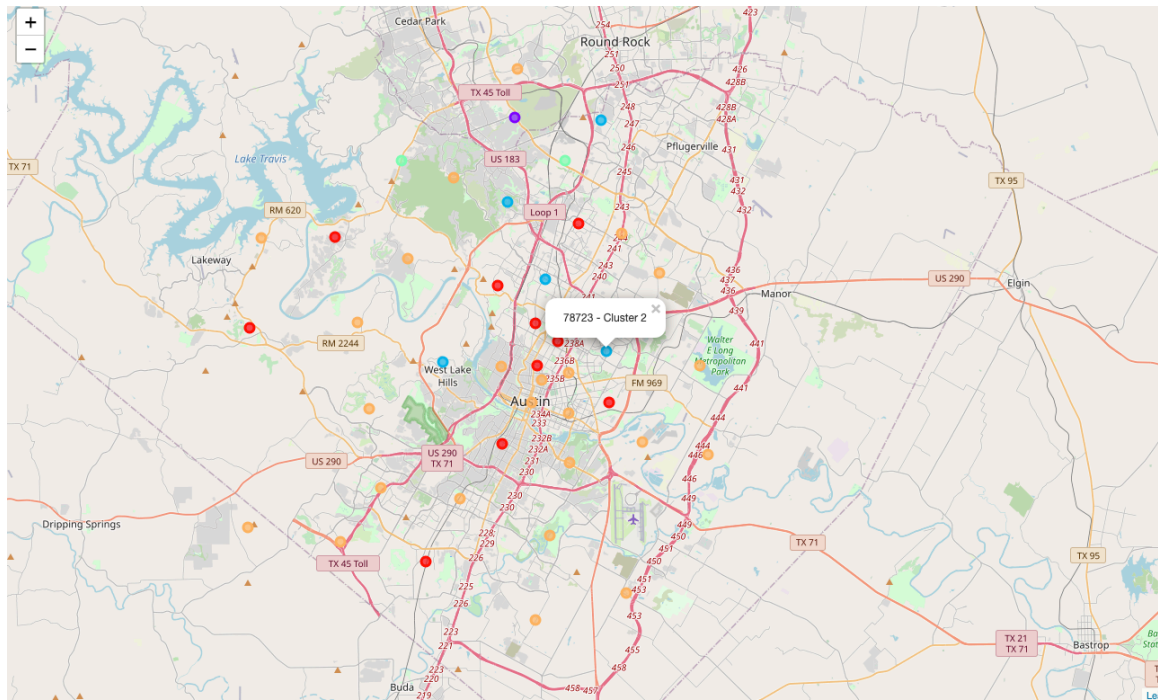 +
−
Cedar Park
Round Rock
254
423
251
250
251
426
428B
TX 45 Toll
248
247
428B
428A
Pflugerville
246
431
US 183
245
431
432
432
TX 71
Lake Travis
TX 95
RM 620
Loop 1
243
244
241
Lakeway
243
240
436
437
436
US 290
Elgin
Manor
241
439
78723 - Cluster 2
×
RM 2244
238A
236B
Walter
E Long
Metropolitan
Park
441
West Lake
Hills
235B
FM 969
441
Austin
234A
233
444
232B
232A
US 290
TX 71
US 290
231
230
444
446
446
230
449
Dripping Springs
230
228;
229
449
450
TX 71
226
451
TX 45 Toll
TX 95
225
451
453
226
453
223
221
455
TX 21
TX 71
Bastrop
223
220
458
Buda
219
458
457
Le